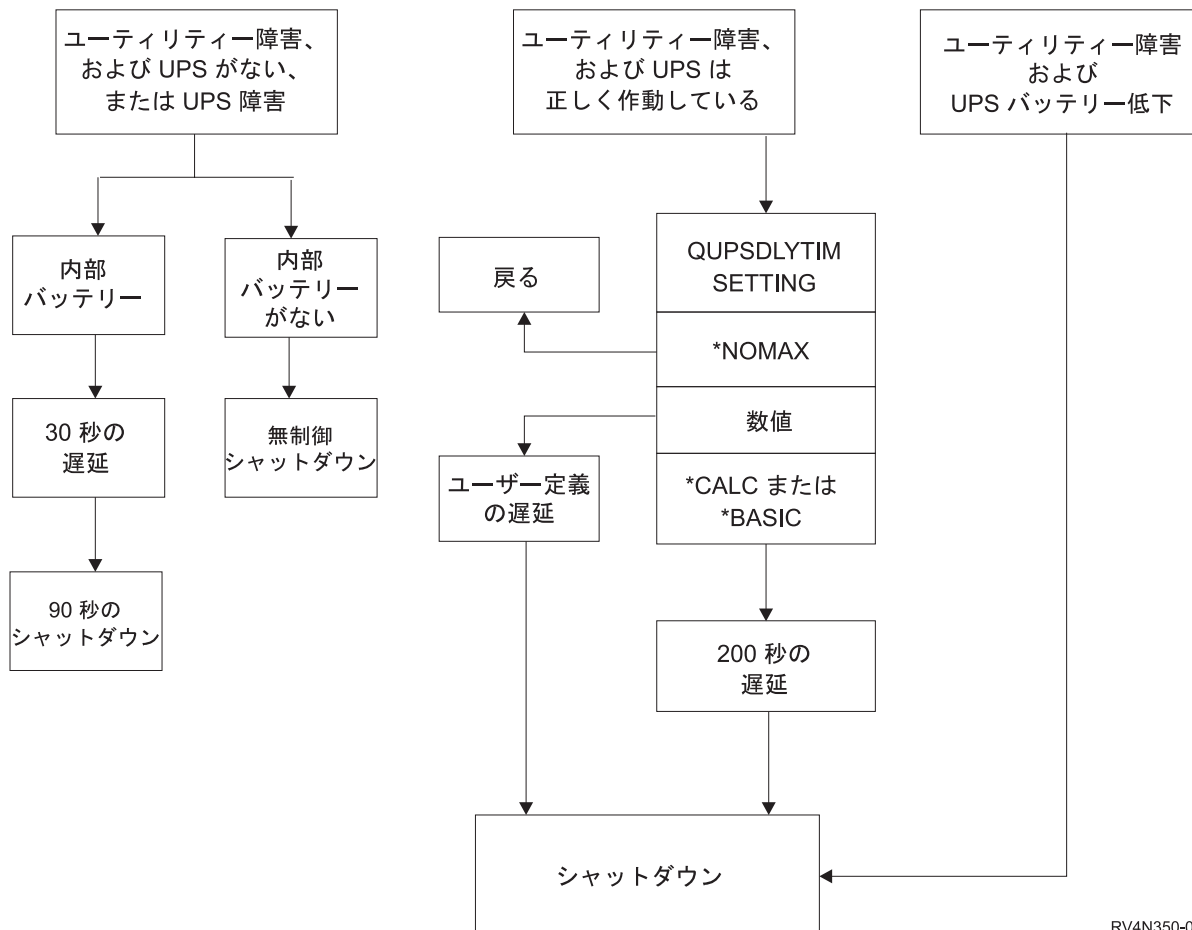 ユーティリティー障害、
および UPS がない、
または UPS 障害
ユーティリティー障害、
および UPS は
正しく作動している
ユーティリティー障害
および
UPS バッテリー低下
内部
バッテリー
内部
バッテリー
がない
戻る
QUPSDLYTIM
SETTING
*NOMAX
数値
*CALC または
*BASIC
30 秒の
遅延
無制御
シャットダウン
ユーザー定義
の遅延
90 秒の
シャットダウン
200 秒の
遅延
シャットダウン
RV4N350-0